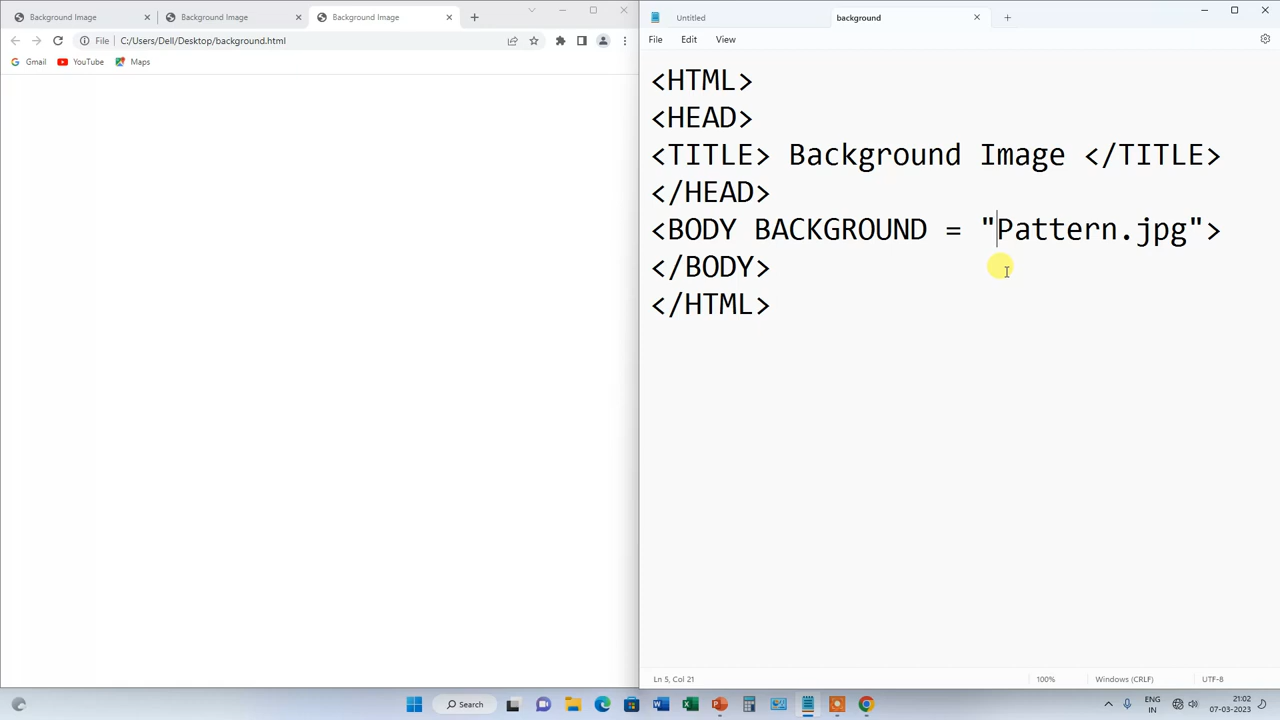 Background Image
Background Image
Background Image
File
C:/Users/Dell/Desktop/background.html
Gmail
YouTube
Maps
Untitled
background
File
Edit
View
<HTML>
<HEAD>
<TITLE> Background Image </TITLE>
</HEAD>
<BODY BACKGROUND = "Pattern.jpg">
</BODY>
</HTML>
Ln 5, Col 21
100%
Windows (CRLF)
UTF-8
Search
ENG
IN
21:02
07-03-2023